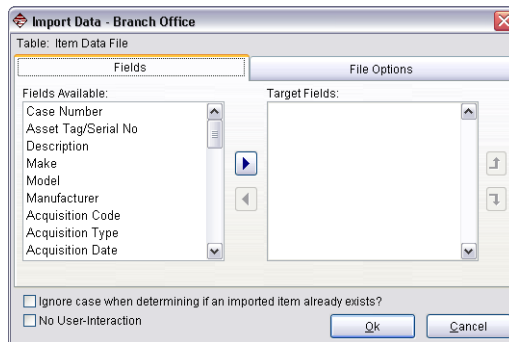 Import Data - Branch Office
Table: Item Data File
Fields
File Options
Fields Available:
Target Fields:
Case Number
Asset Tag/Serial No
Description
Make
Model
Manufacturer
Acquisition Code
Acquisition Type
Acquisition Date
Ignore case when determining if an imported item already exists?
No User-Interaction
Ok
Cancel